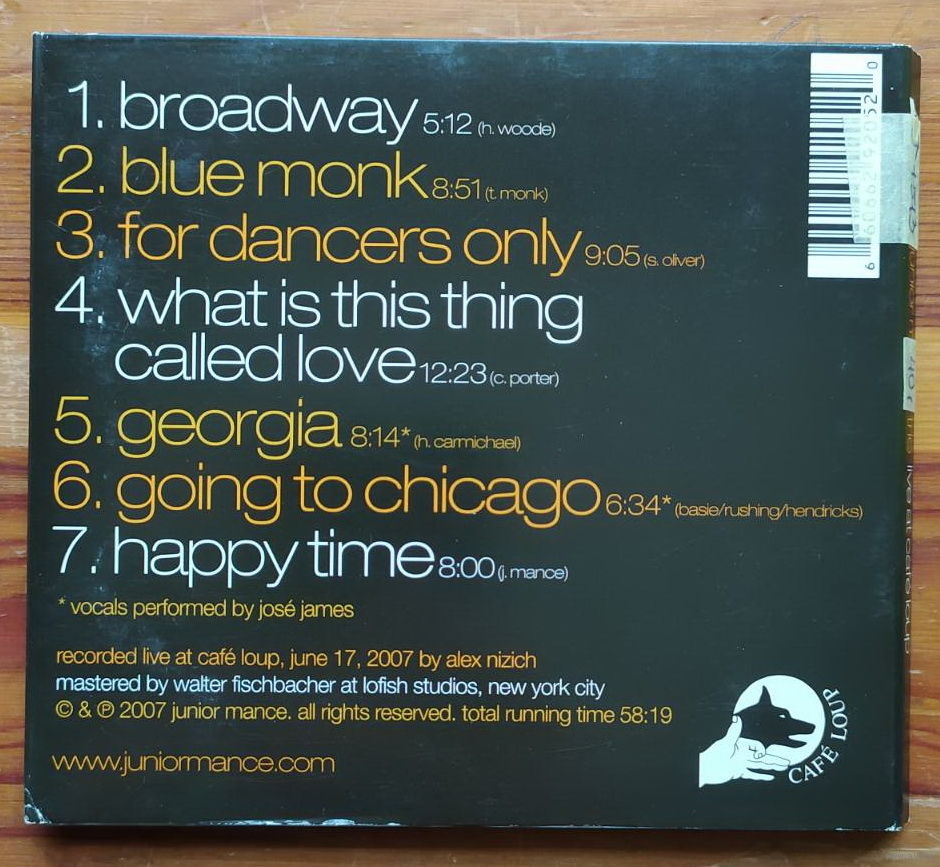 1. broadway 5:12 (h. woode)
2. blue monk 8:51 (t. monk)
3. for dancers only 9:05 (s. oliver)
4. what is this thing
called love 12:23 (c. porter)
5. georgia 8:14* (h. carmichael)
6. going to chicago 6:34* (basie/rushing/hendricks)
7. happy time 8:00 (j. mance)
* vocals performed by josé james
recorded live at café loup, june 17, 2007 by alex nizich
mastered by walter fischbacher at lofish studios, new york city
© & ℗ 2007 junior mance. all rights reserved. total running time 58:19
www.juniormance.com
CAFÉ LOUP
live at café loup